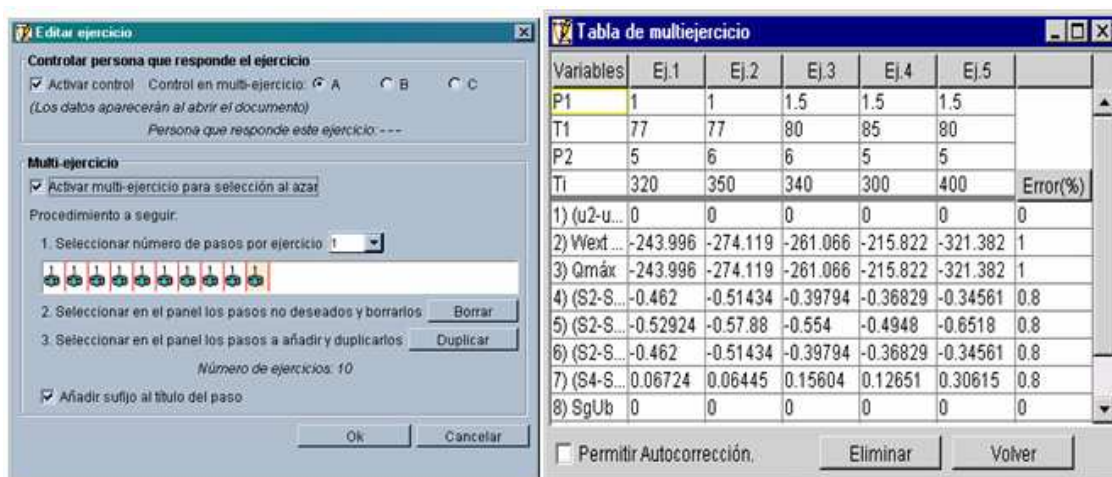 Editar ejercicio
Controlar persona que responde el ejercicio
Activar control Control en multi-ejercicio: A B C
(Los datos aparecerán al abrir el documento)
Persona que responde este ejercicio: - - -
Multi-ejercicio
Activar multi-ejercicio para selección al azar
Procedimiento a seguir:
1. Seleccionar número de pasos por ejercicio 1
2. Seleccionar en el panel los pasos no deseados y borrarlos Borrar
3. Seleccionar en el panel los pasos a añadir y duplicarlos Duplicar
Número de ejercicios: 10
Añadir sufijo al título del paso
Ok Cancelar
Tabla de multiejercicio
Variables Ej.1 Ej.2 Ej.3 Ej.4 Ej.5
P1 1 1 1.5 1.5 1.5
T1 77 77 80 85 80
P2 5 6 6 5 5
Ti 320 350 340 300 400 Error(%)
1) (u2-u... 0 0 0 0 0 0
2) Wext ... -243.996 -274.119 -261.066 -215.822 -321.382 1
3) Qmáx -243.996 -274.119 -261.066 -215.822 -321.382 1
4) (S2-S... -0.462 -0.51434 -0.39794 -0.36829 -0.34561 0.8
5) (S2-S... -0.52924 -0.57.88 -0.554 -0.4948 -0.6518 0.8
6) (S2-S... -0.462 -0.51434 -0.39794 -0.36829 -0.34561 0.8
7) (S4-S... 0.06724 0.06445 0.15604 0.12651 0.30615 0.8
8) SgUb 0 0 0 0 0 0
Permitir Autocorrección. Eliminar Volver